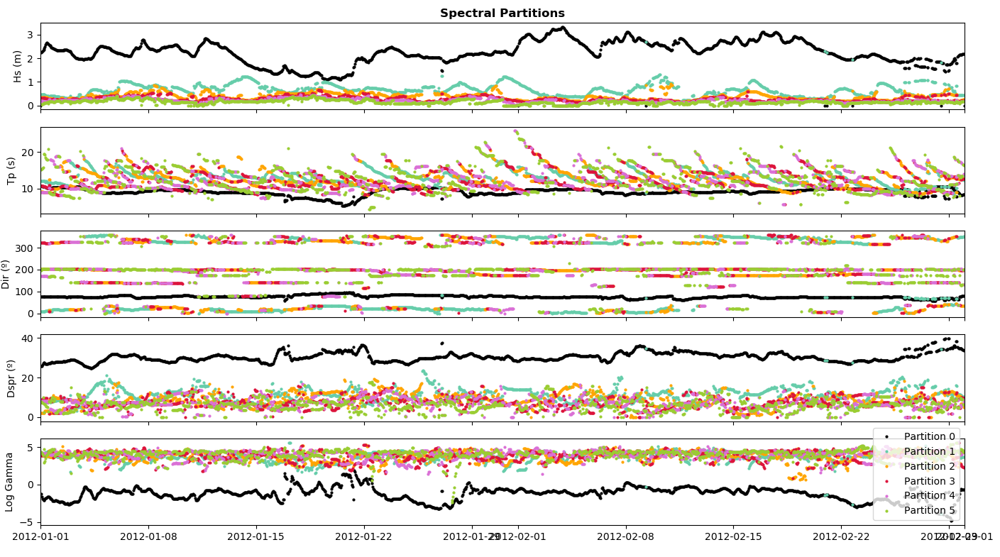 Spectral Partitions
Hs (m)
3
2
1
0
Tp (s)
20
10
Dir (º)
300
200
100
0
Dspr (º)
40
20
0
Log Gamma
5
0
−5
Partition 0
Partition 1
Partition 2
Partition 3
Partition 4
Partition 5
2012-01-01 2012-01-08 2012-01-15 2012-01-22 2012-01-29 2012-02-01 2012-02-08 2012-02-15 2012-02-22